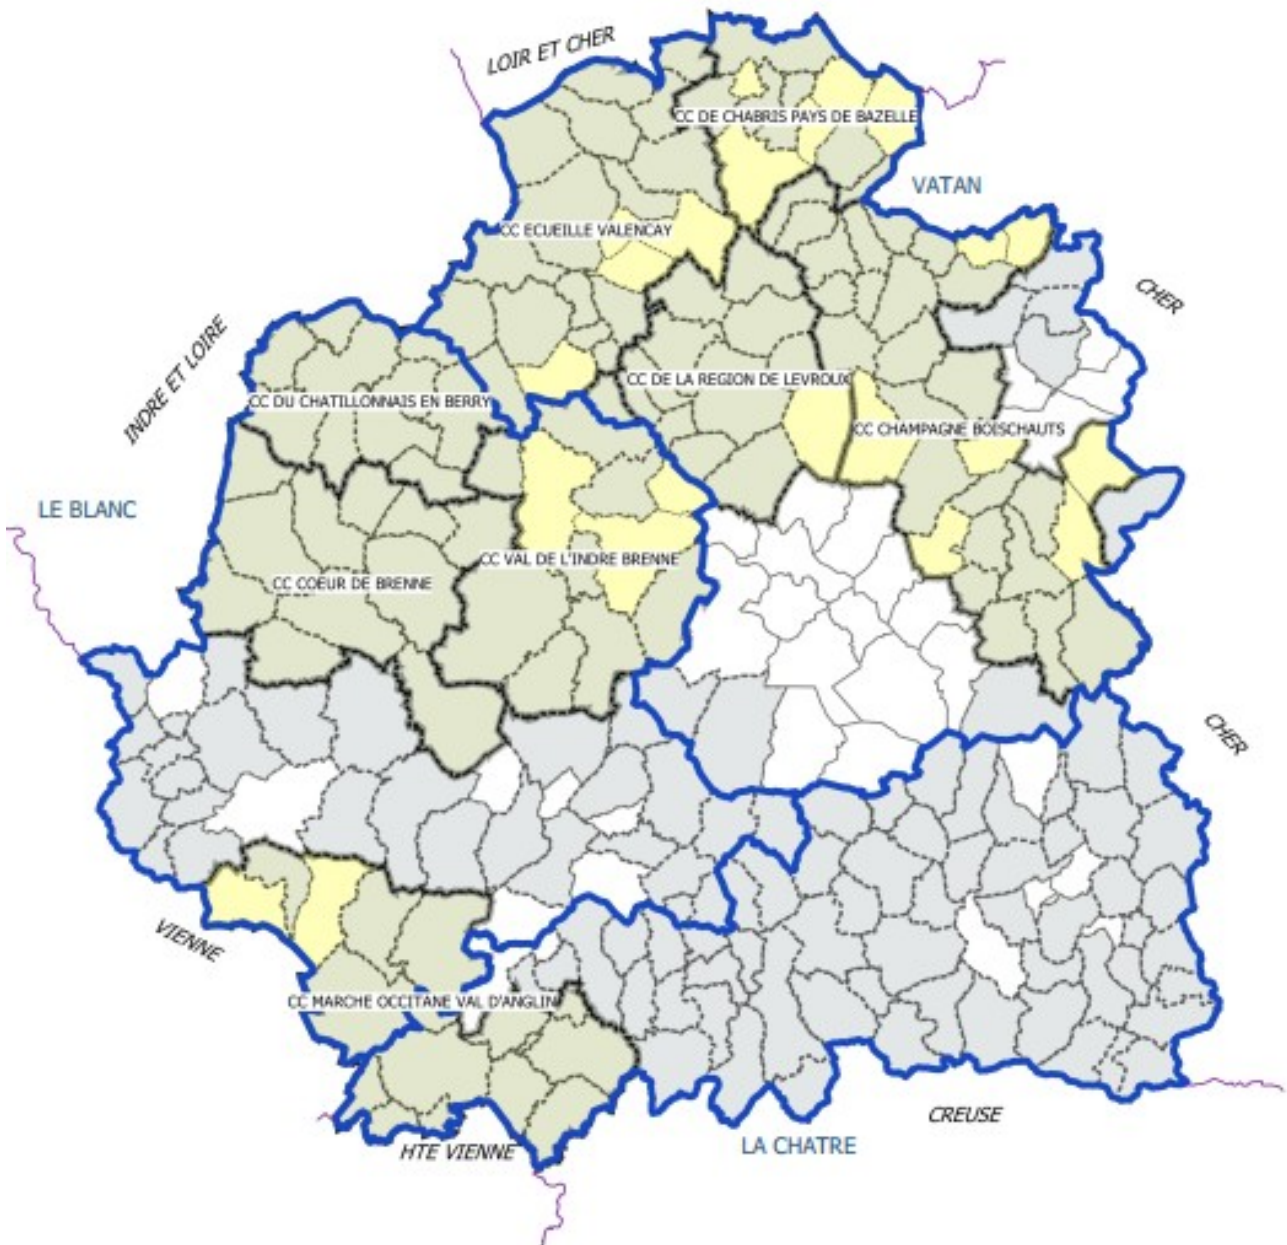 LOIR ET CHER
CC DE CHABRIS PAYS DE BAZELLE
VATAN
CC ECUEILLE VALENCAY
CHER
INDRE ET LOIRE
CC DE LA REGION DE LEVROUX
CC DU CHATILLONNAIS EN BERRY
CC CHAMPAGNE BOISCHAUTS
LE BLANC
CC VAL DE L'INDRE BRENNE
CC COEUR DE BRENNE
CHER
VIENNE
CC MARCHE OCCITANE VAL D'ANGLIN
CREUSE
LA CHATRE
HTE VIENNE